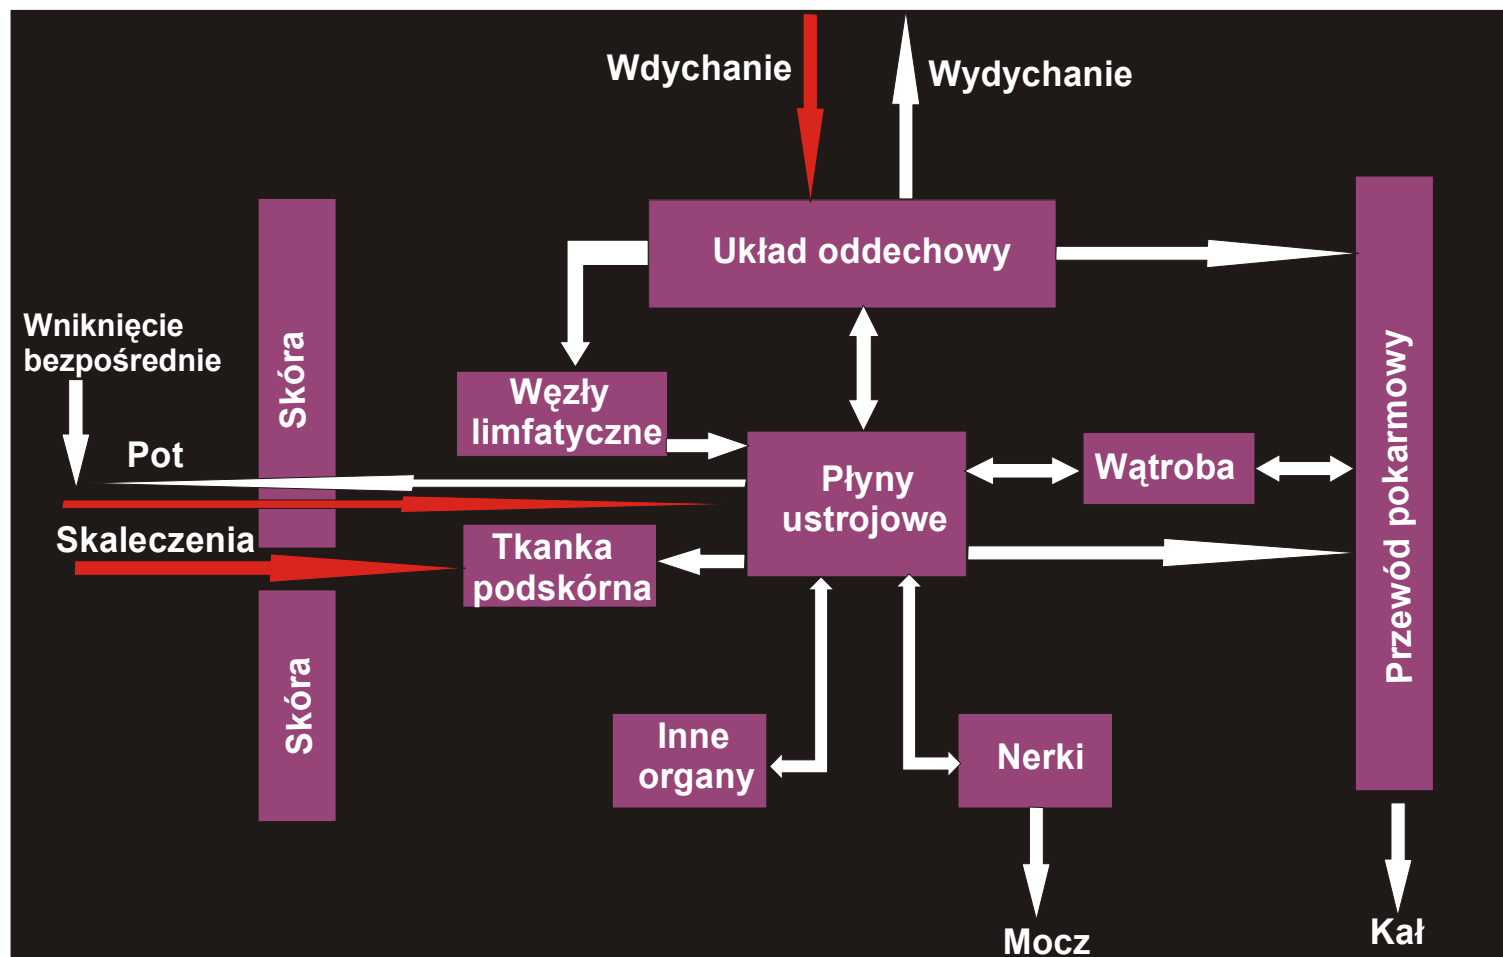 Wdychanie
Wydychanie
Układ oddechowy
Wniknięcie
bezpośrednie
Skóra
Węzły
limfatyczne
Pot
Płyny
ustrojowe
Wątroba
Przewód pokarmowy
Skaleczenia
Tkanka
podskórna
Skóra
Inne
organy
Nerki
Mocz
Kał